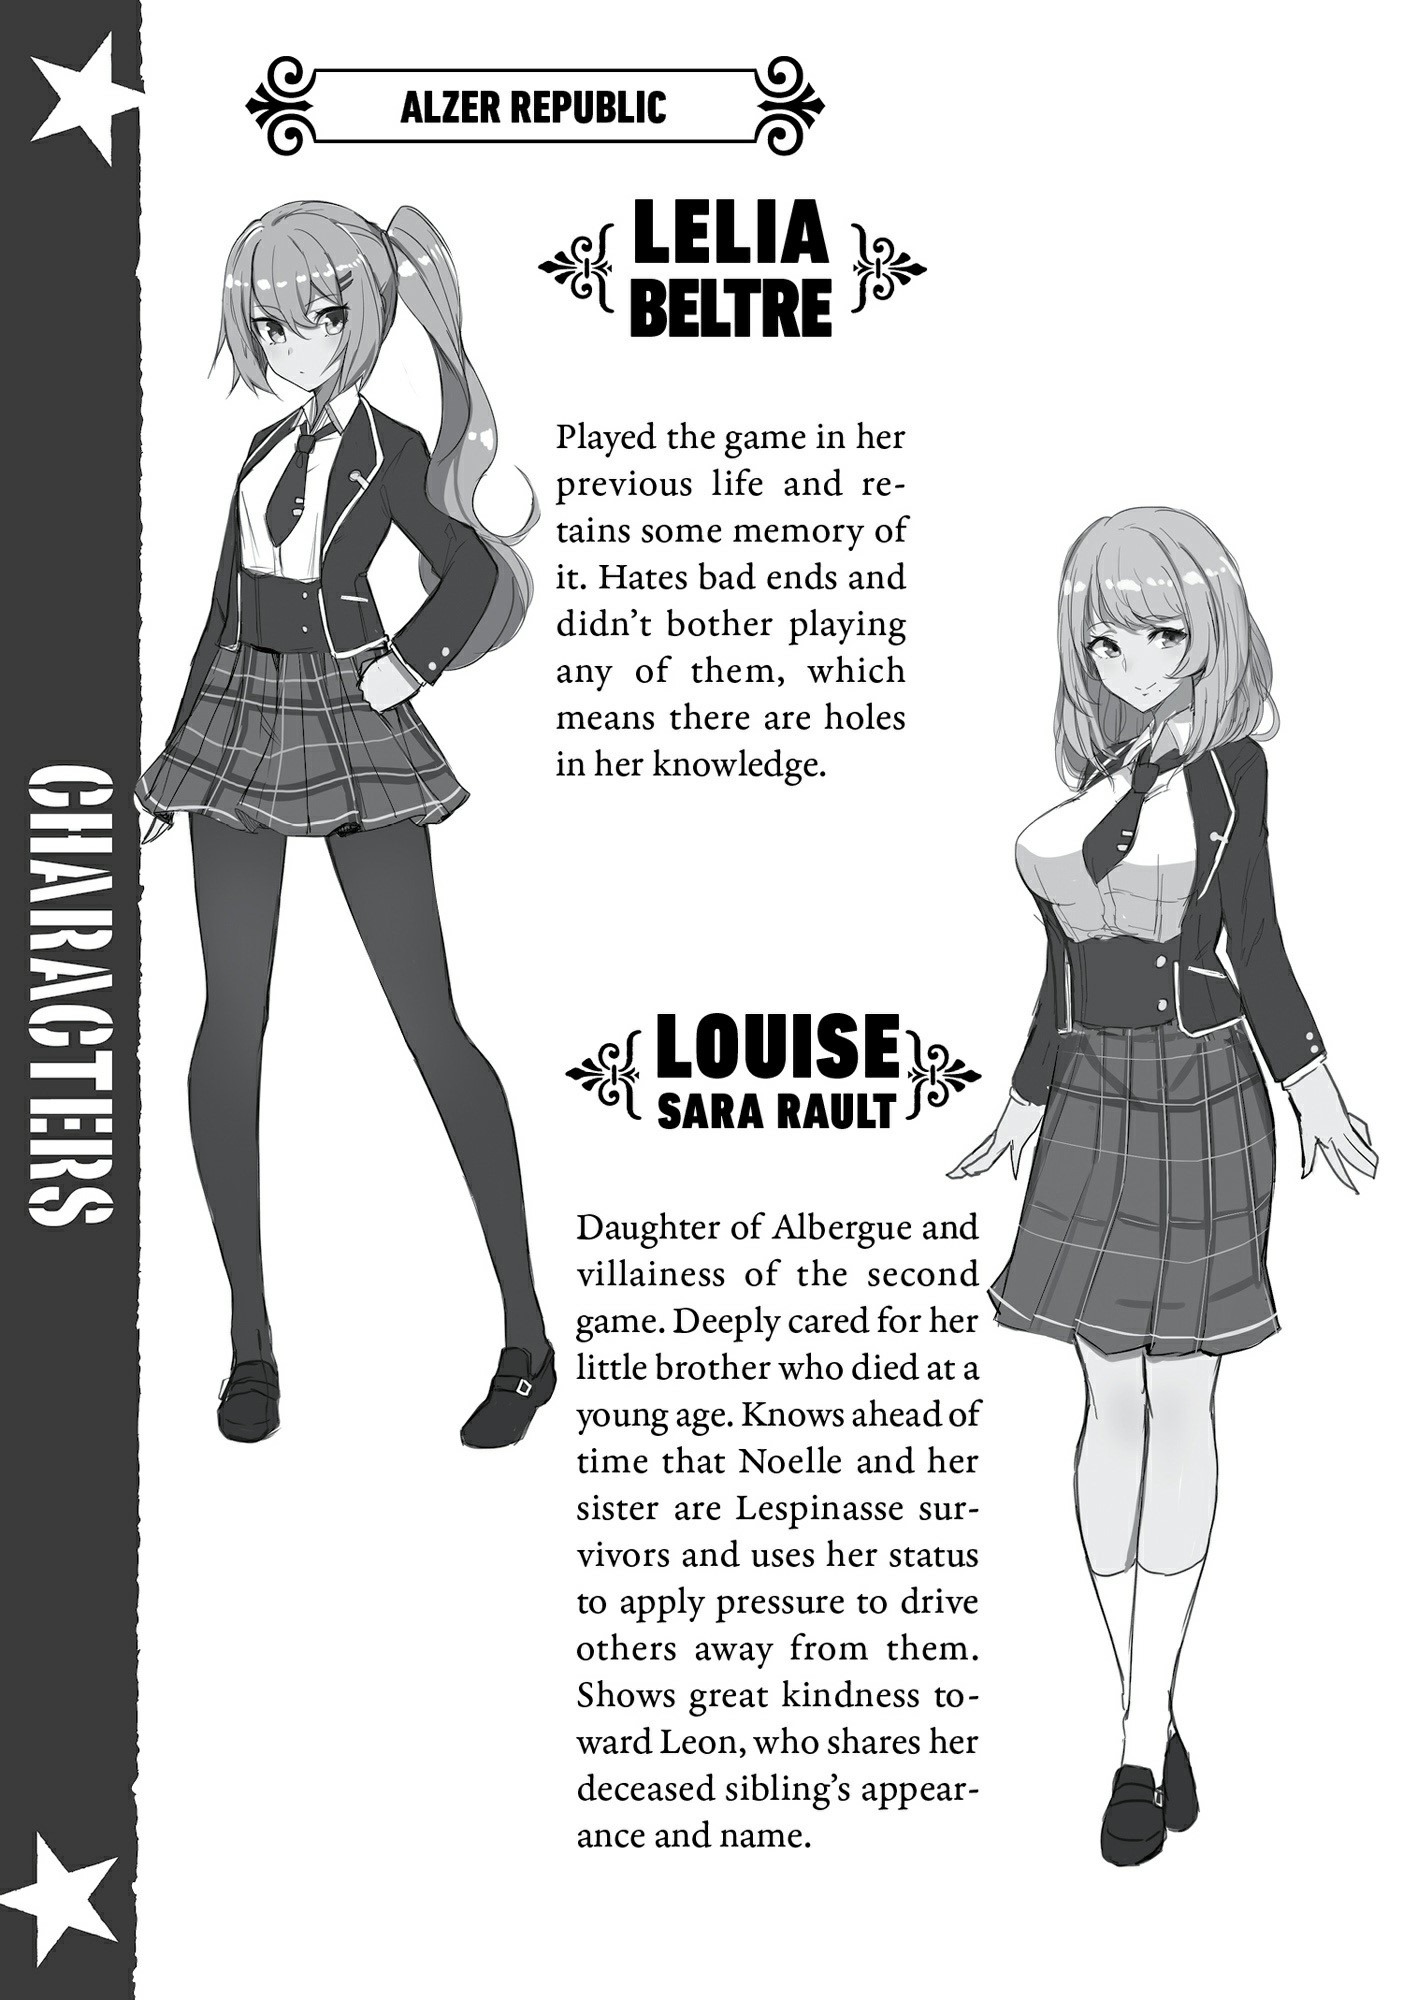 ALZER REPUBLIC
LELIA
BELTRE
Played the game in her
previous life and re-
tains some memory of
it. Hates bad ends and
didn’t bother playing
any of them, which
means there are holes
in her knowledge.
CHARACTERS
LOUISE
SARA RAULT
Daughter of Albergue and
villainess of the second
game. Deeply cared for her
little brother who died at a
young age. Knows ahead of
time that Noelle and her
sister are Lespinasse sur-
vivors and uses her status
to apply pressure to drive
others away from them.
Shows great kindness to-
ward Leon, who shares her
deceased sibling’s appear-
ance and name.